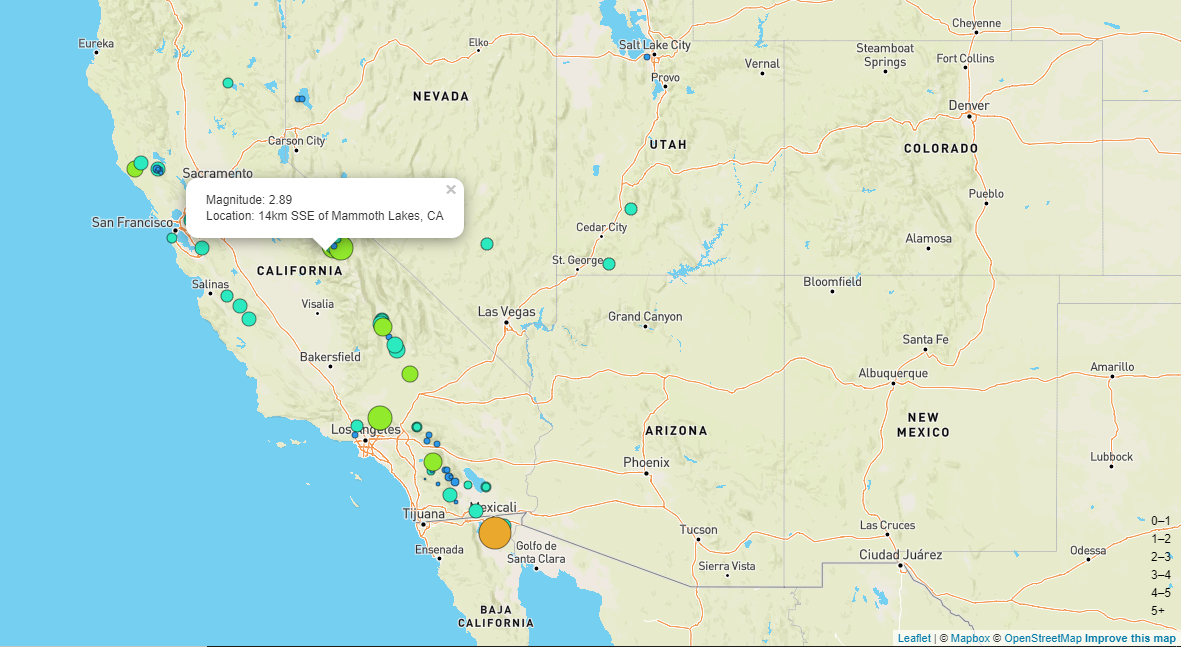 Cheyenne
Eureka
Elko
Salt Lake City
Steamboat
Springs
Fort Collins
Vernal
Provo
NEVADA
Denver
Carson City
UTAH
COLORADO
Sacramento
Magnitude: 2.89
×
Location: 14km SSE of Mammoth Lakes, CA
Pueblo
San Francisco
Cedar City
Alamosa
St. George
CALIFORNIA
Salinas
Bloomfield
Visalia
Las Vegas
Grand Canyon
Santa Fe
Bakersfield
Albuquerque
Amarillo
Los Angeles
ARIZONA
NEW
MEXICO
Phoenix
Lubbock
Mexicali
Tijuana
0–1
Tucson
Las Cruces
1–2
Ensenada
Golfo de
Santa Clara
Ciudad Juárez
Odessa
2–3
Sierra Vista
3–4
4–5
BAJA
CALIFORNIA
5+
Leaflet | © Mapbox © OpenStreetMap Improve this map